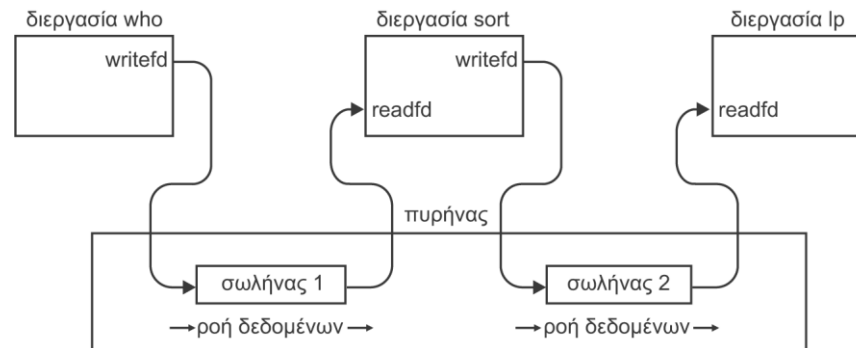 διεργασία who
διεργασία sort
διεργασία lp
writefd
writefd
readfd
readfd
πυρήνας
σωλήνας 1
σωλήνας 2
ροή δεδομένων
ροή δεδομένων